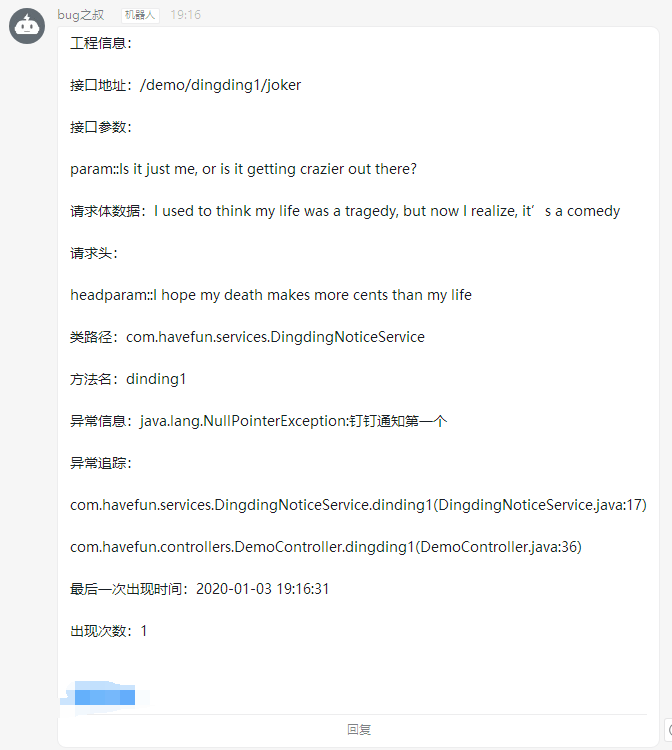 bug之叔 机器人 19:16
工程信息：
接口地址：/demo/dingding1/joker
接口参数：
param::Is it just me, or is it getting crazier out there?
请求体数据：I used to think my life was a tragedy, but now I realize, it’s a comedy
请求头：
headparam::I hope my death makes more cents than my life
类路径：com.havefun.services.DingdingNoticeService
方法名：dinding1
异常信息：java.lang.NullPointerException:钉钉通知第一个
异常追踪：
com.havefun.services.DingdingNoticeService.dinding1(DingdingNoticeService.java:17)
com.havefun.controllers.DemoController.dingding1(DemoController.java:36)
最后一次出现时间：2020-01-03 19:16:31
出现次数：1
回复